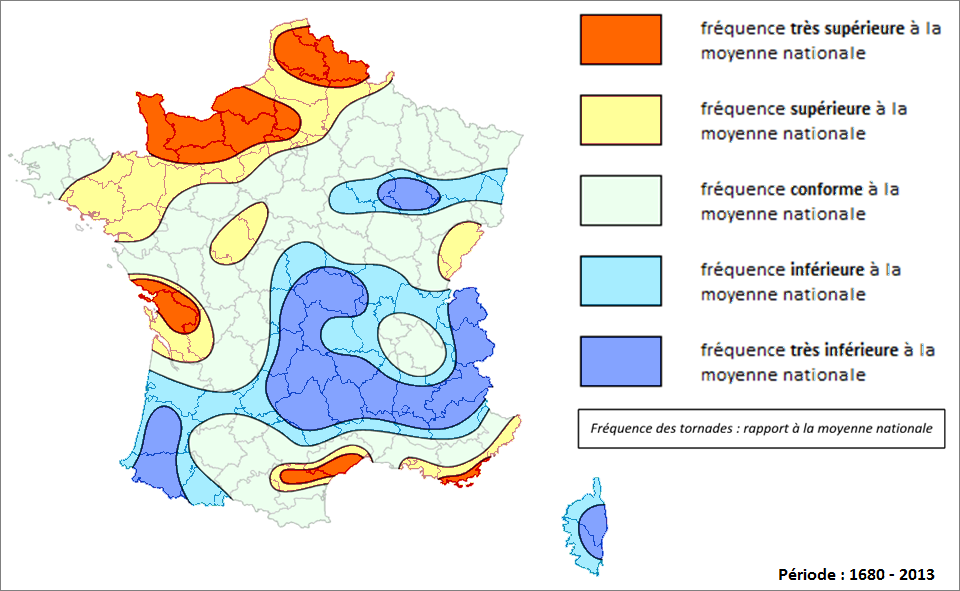 fréquence très supérieure à la
moyenne nationale
fréquence supérieure à la
moyenne nationale
fréquence conforme à la
moyenne nationale
fréquence inférieure à la
moyenne nationale
fréquence très inférieure à la
moyenne nationale
Fréquence des tornades : rapport à la moyenne nationale
Période : 1680 - 2013